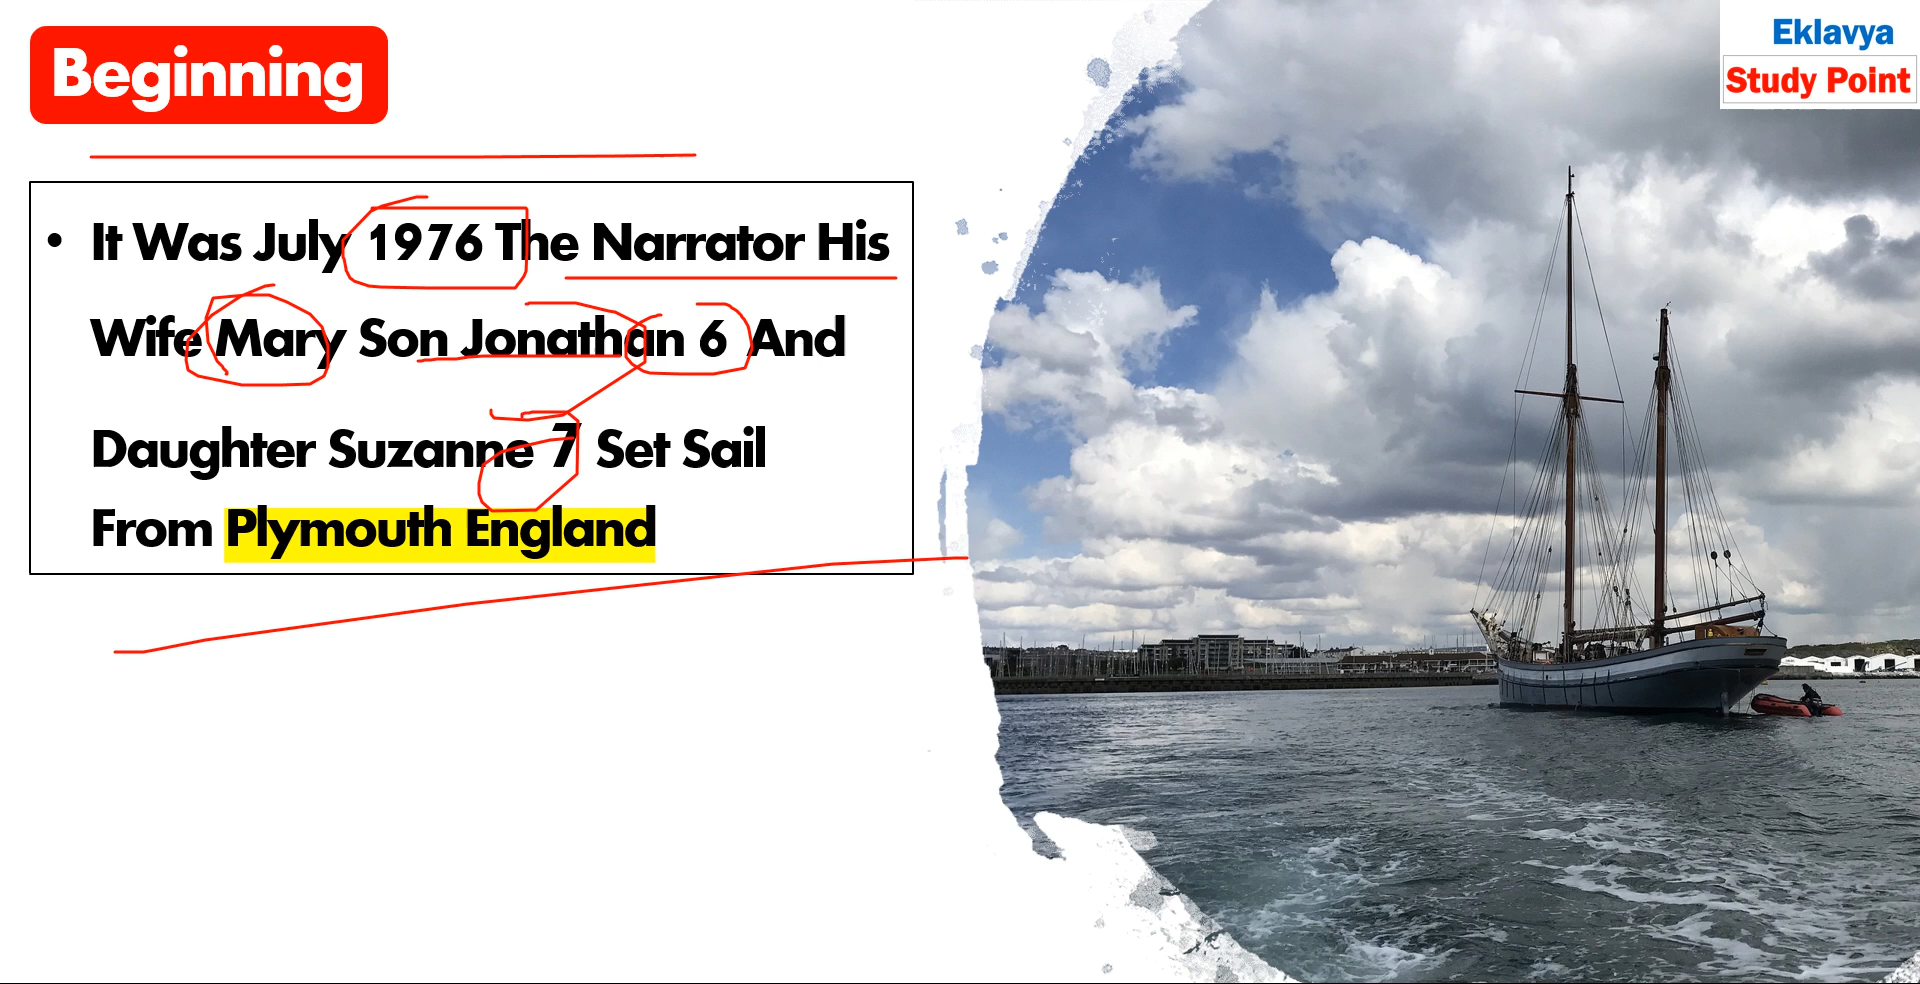 Beginning
Eklavya
Study Point
• It Was July 1976 The Narrator His
Wife Mary Son Jonathan 6 And
Daughter Suzanne 7 Set Sail
From Plymouth England